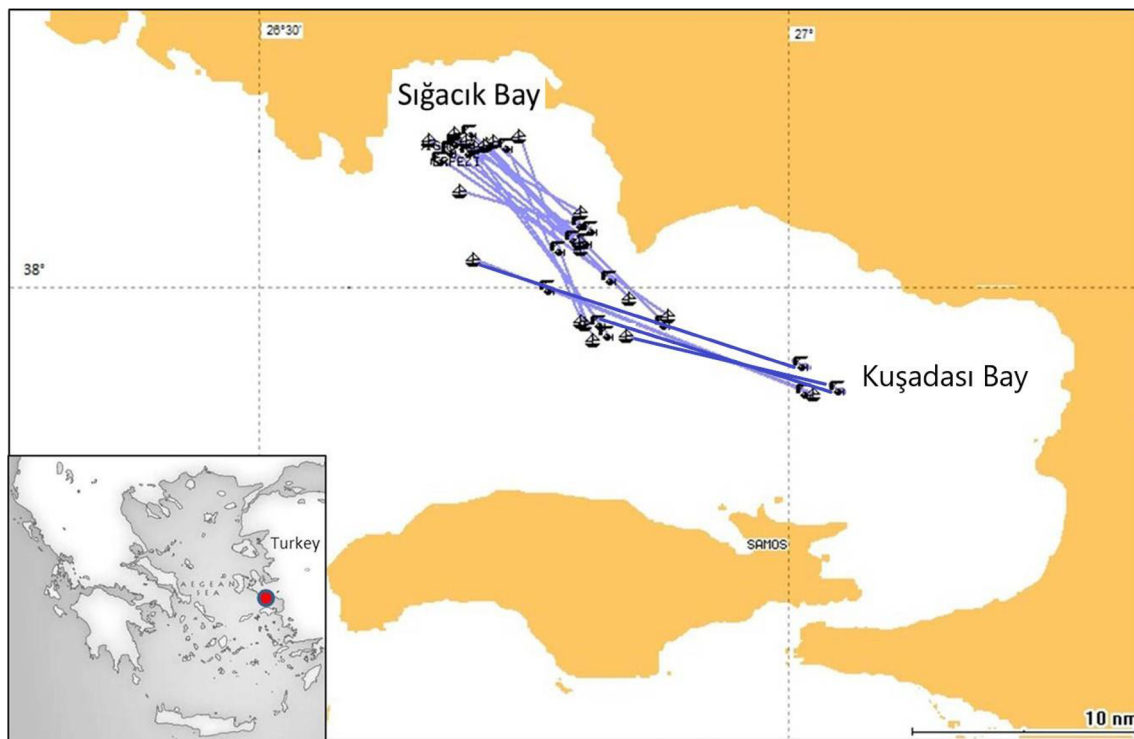 26°30'
27°
Sığacık Bay
38°
Kuşadası Bay
SAMOS
Turkey
AEGEAN
SEA
10 nm